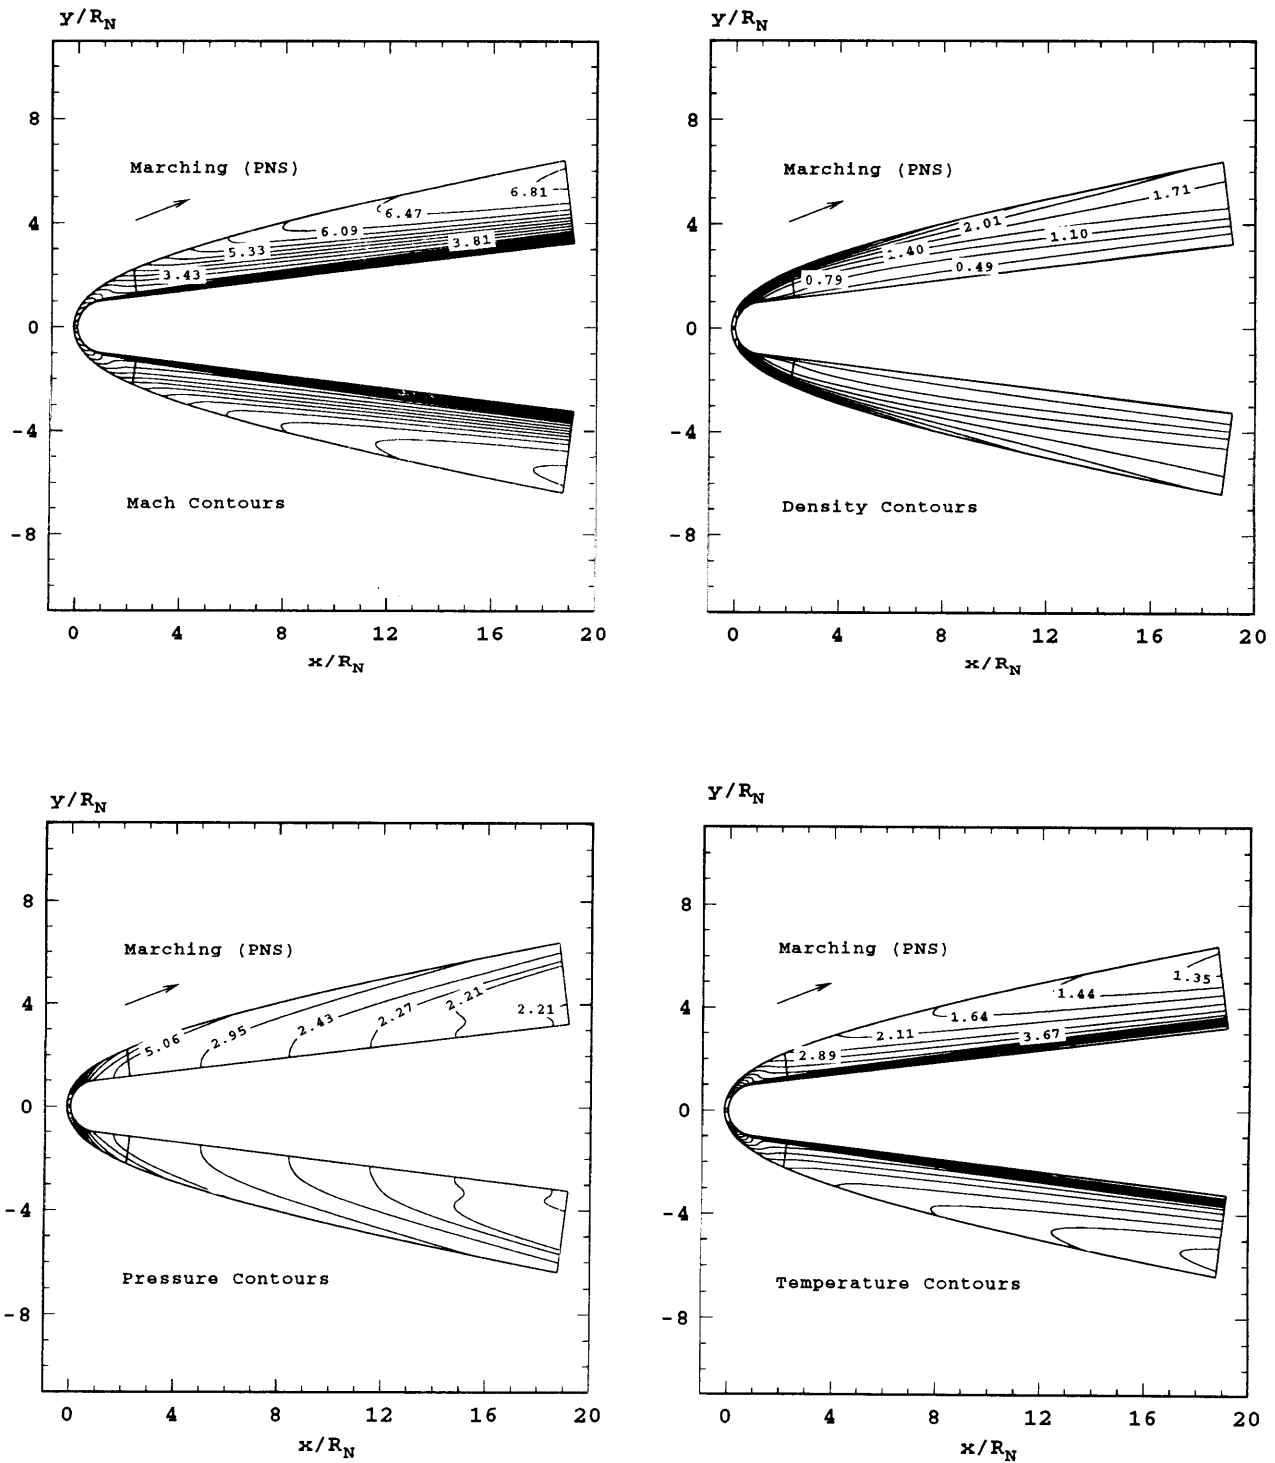 y/R_N
8
4
0
-4
-8
Marching (PNS)
6.81
6.47
6.09
5.33
3.81
3.43
Mach Contours
0 4 8 12 16 20
x/R_N
y/R_N
8
4
0
-4
-8
Marching (PNS)
1.71
2.01
1.10
1.40
0.49
0.79
Density Contours
0 4 8 12 16 20
x/R_N
y/R_N
8
4
0
-4
-8
Marching (PNS)
5.06
2.95
2.43
2.27
2.21
2.21
Pressure Contours
0 4 8 12 16 20
x/R_N
y/R_N
8
4
0
-4
-8
Marching (PNS)
1.35
1.44
1.64
2.11
3.67
2.89
Temperature Contours
0 4 8 12 16 20
x/R_N